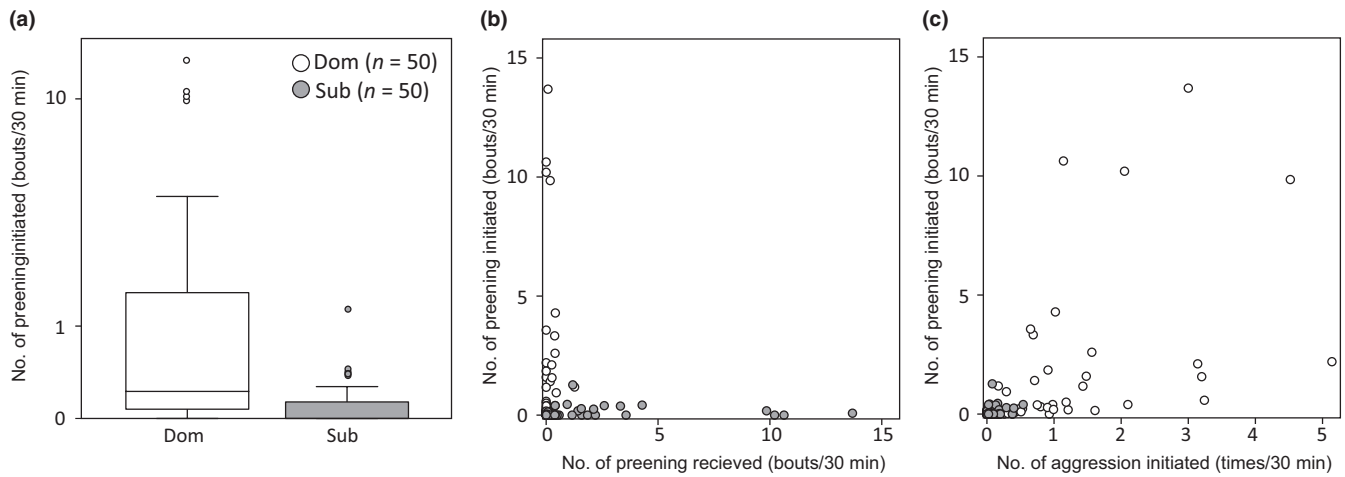 (a)
No. of preeninginitiated (bouts/30 min)
10
1
0
Dom (n = 50)
Sub (n = 50)
Dom
Sub
(b)
No. of preening initiated (bouts/30 min)
15
10
5
0
0
5
10
15
No. of preening recieved (bouts/30 min)
(c)
No. of preening initiated (bouts/30 min)
15
10
5
0
0
1
2
3
4
5
No. of aggression initiated (times/30 min)